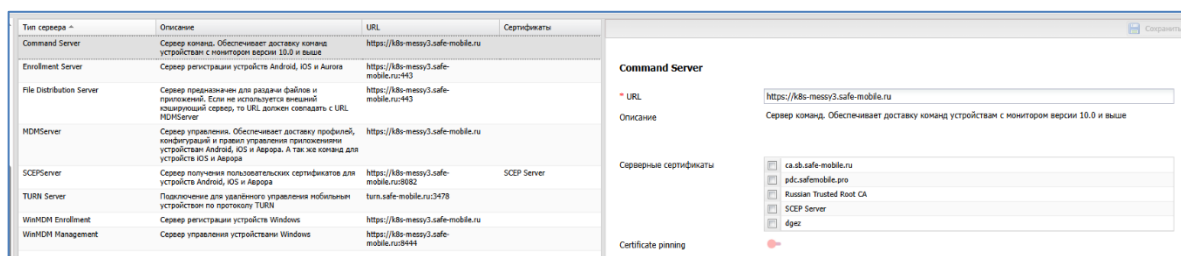 Тип сервера Описание URL Сертификаты
Command Server Сервер команд. Обеспечивает доставку команд https://k8s-messy3.safe-mobile.ru
устройствам с монитором версии 10.0 и выше
Enrollment Server Сервер регистрации устройств Android, iOS и Aurora https://k8s-messy3.safe-
mobile.ru:443
File Distribution Server Сервер предназначен для раздачи файлов и https://k8s-messy3.safe-
приложений. Если не используется внешний mobile.ru:443
кэширующий сервер, то URL должен совпадать с URL
MDMServer
MDMServer Сервер управления. Обеспечивает доставку профилей, https://k8s-messy3.safe-mobile.ru
конфигураций и правил управления приложениями
устройствам Android, iOS и Аврора. А так же команд для
устройств iOS и Аврора
SCEPServer Сервер получения пользовательских сертификатов для https://k8s-messy3.safe- SCEP Server
устройств Android, iOS и Аврора mobile.ru:8082
TURN Server Подключение для удалённого управления мобильным turn.safe-mobile.ru:3478
устройством по протоколу TURN
WinMDM Enrollment Сервер регистрации устройств Windows https://k8s-messy3.safe-mobile.ru
WinMDM Management Сервер управления устройствами Windows https://k8s-messy3.safe-
mobile.ru:8444
Сохранить
Command Server
* URL https://k8s-messy3.safe-mobile.ru
Описание Сервер команд. Обеспечивает доставку команд устройствам с монитором версии 10.0 и выше
Серверные сертификаты ca.sb.safe-mobile.ru
pdc.safemobile.pro
Russian Trusted Root CA
SCEP Server
dgez
Certificate pinning